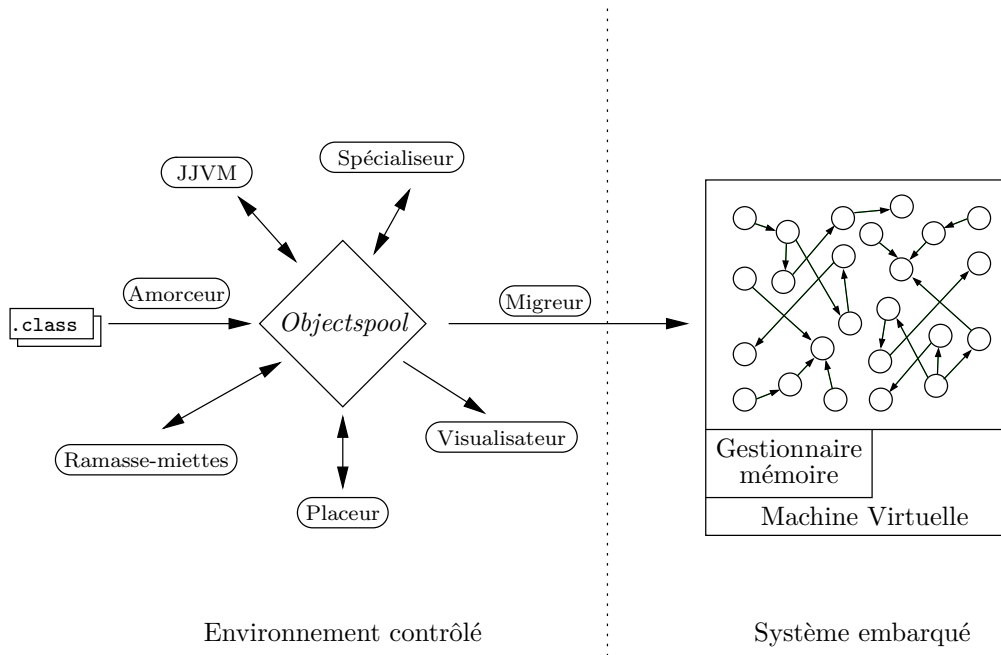 Spécialiseur
JJVM
Amorceur
Migreur
.class
Objectspool
Ramasse-miettes
Visualisateur
Placeur
Gestionnaire
mémoire
Machine Virtuelle
Environnement contrôlé
Système embarqué